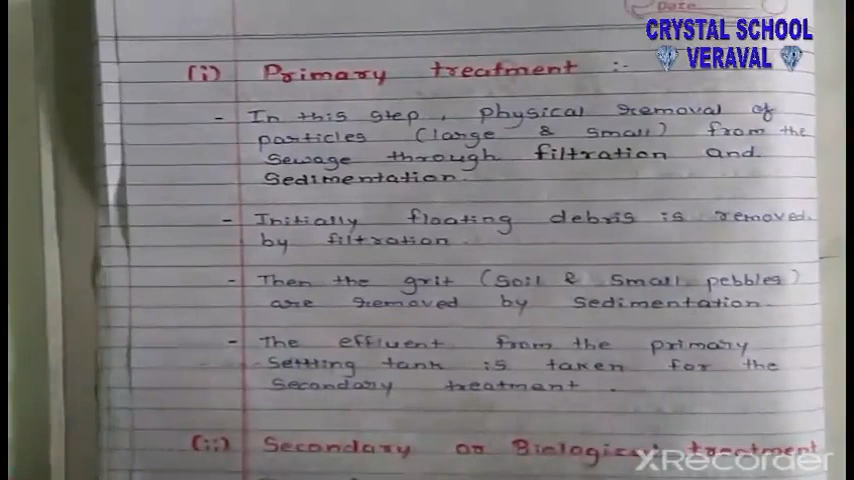 Date
CRYSTAL SCHOOL
VERAVAL
(i) Primary treatment :-
- In this step, physical removal of
particles (large & small) from the
sewage through filtration and
sedimentation.
- Initially floating debris is removed
by filtration.
- Then the grit (soil & small pebbles)
are removed by sedimentation.
- The effluent from the primary
settling tank is taken for the
secondary treatment.
(ii) Secondary or Biological treatment
XRecorder